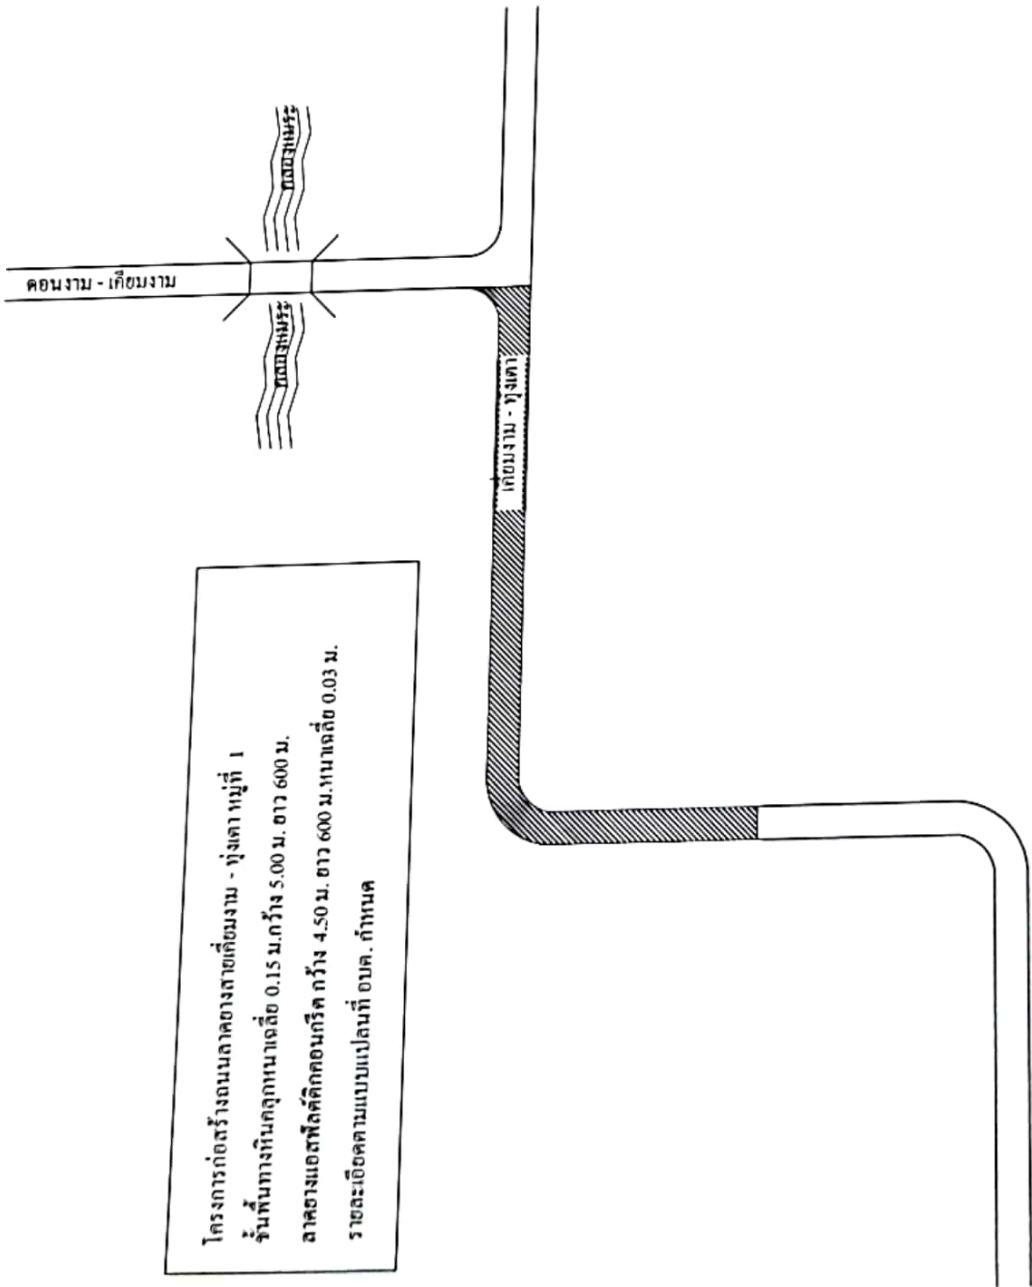 โครงการก่อสร้างถนนลาดยางสายเคียมงาม - ทุ่งเดา หมู่ที่ 1
ชั้นพื้นทางหินคลุกหนาเฉลี่ย 0.15 ม.กว้าง 5.00 ม. ยาว 600 ม.
ลาดยางแอสฟัลต์ติกคอนกรีต กว้าง 4.50 ม. ยาว 600 ม.หนาเฉลี่ย 0.03 ม.
รายละเอียดตามแบบแปลนที่ อบต. กำหนด
ดอนงาม - เคียมงาม
คลองแมระ
คลองแมระ
เคียมงาม - ทุ่งเดา